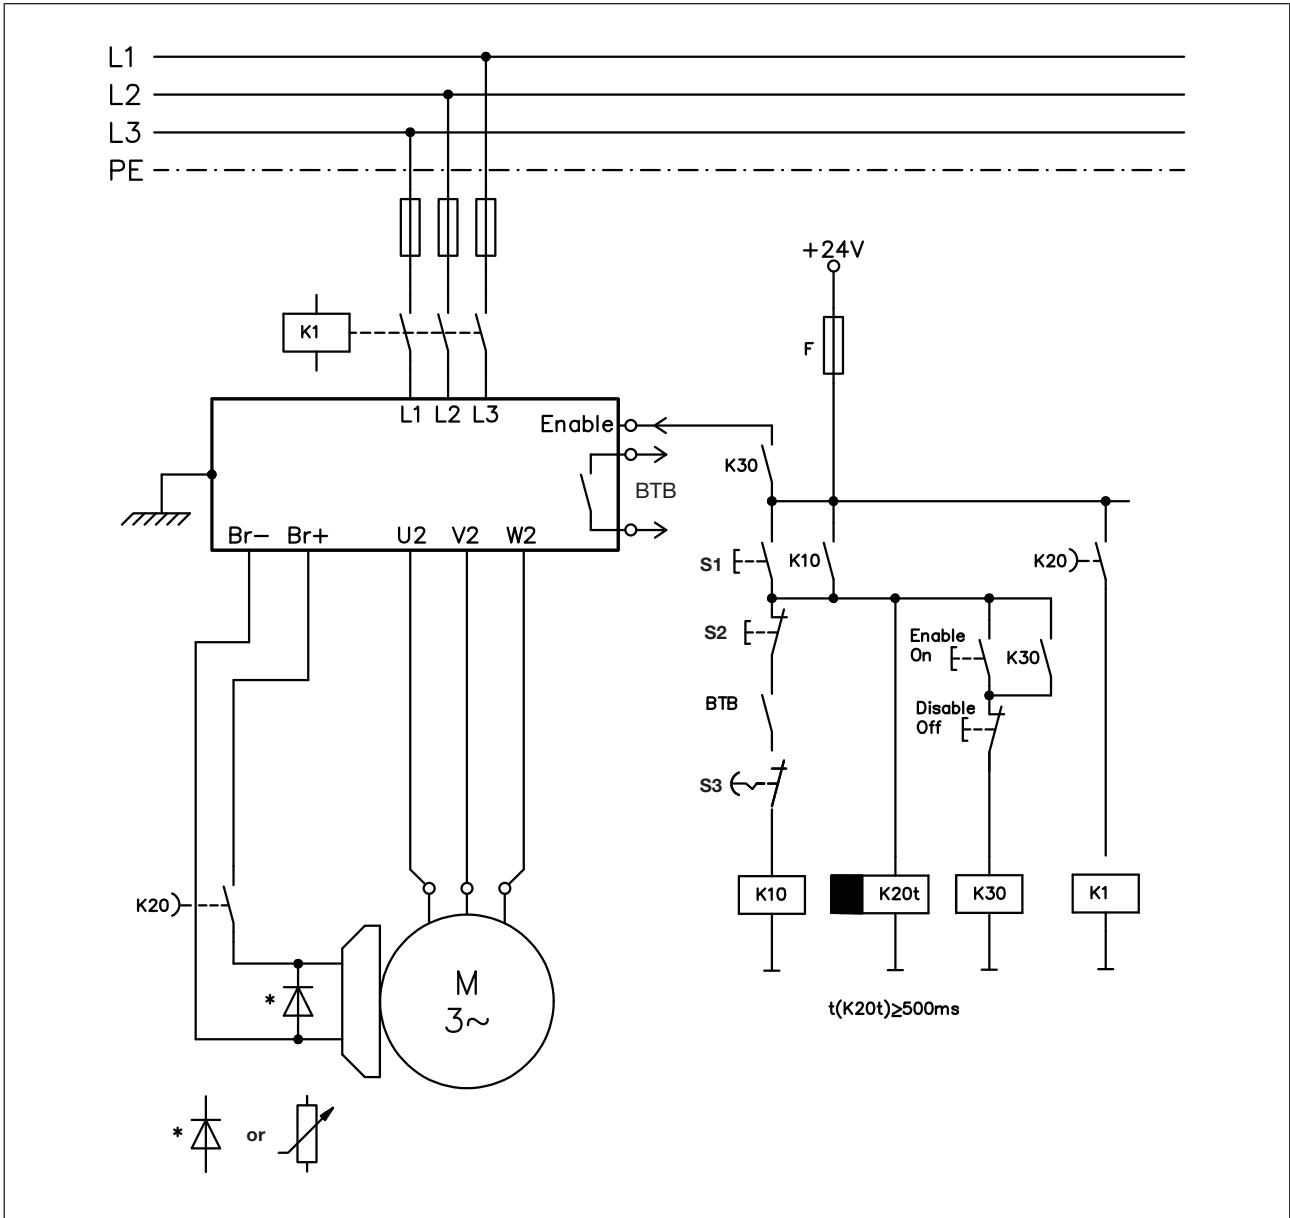 L1
L2
L3
PE
+24V
F
K1
L1 L2 L3
Enable
BTB
Br- Br+ U2 V2 W2
K30
S1
K10
K20
S2
Enable
On
K30
BTB
Disable
Off
S3
K10
K20t
K30
K1
K20
*
M
3~
t(K20t)≥500ms
* or